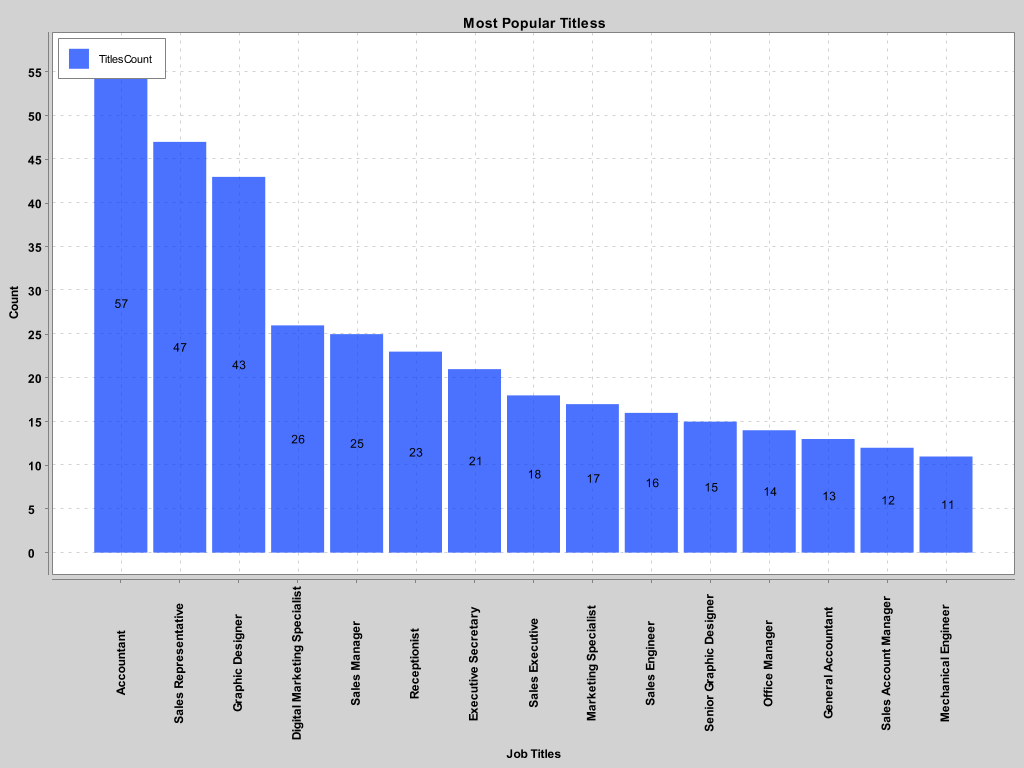 Most Popular Titless
TitlesCount
Count
55
50
45
40
35
30
25
20
15
10
5
0
57
47
43
26
25
23
21
18
17
16
15
14
13
12
11
Accountant
Sales Representative
Graphic Designer
Digital Marketing Specialist
Sales Manager
Receptionist
Executive Secretary
Sales Executive
Marketing Specialist
Sales Engineer
Senior Graphic Designer
Office Manager
General Accountant
Sales Account Manager
Mechanical Engineer
Job Titles